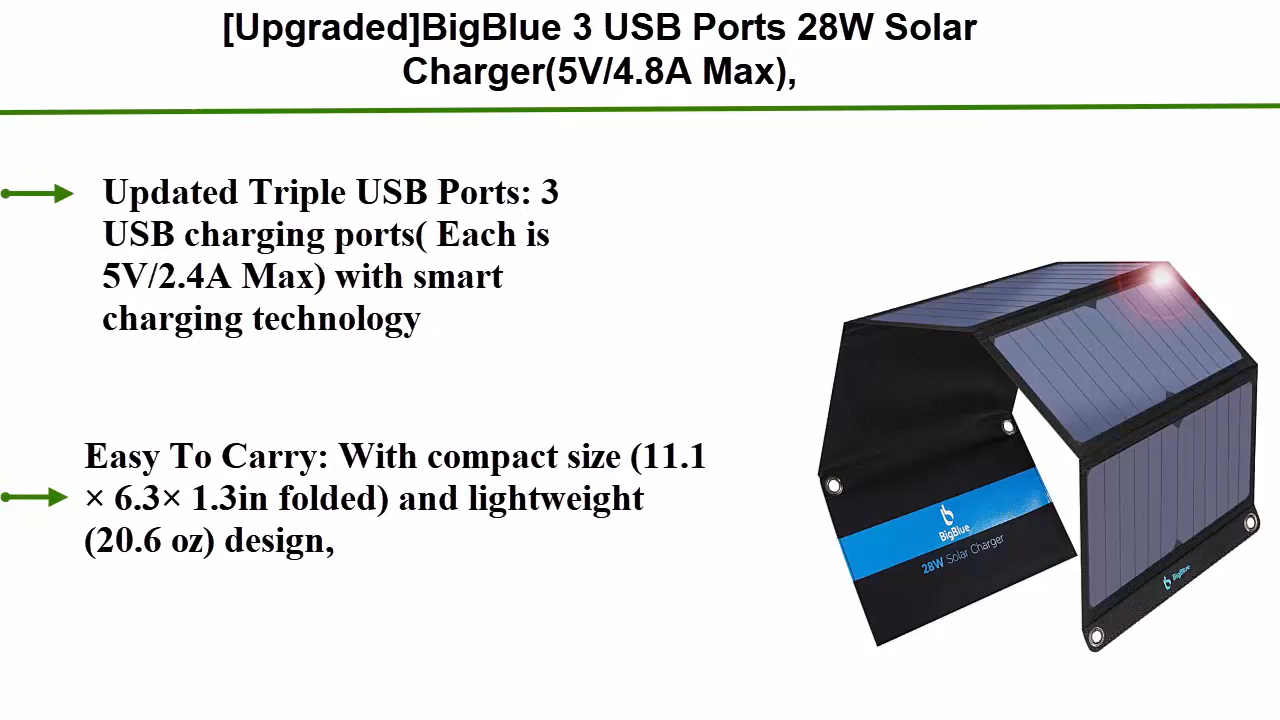 [Upgraded]BigBlue 3 USB Ports 28W Solar
Charger(5V/4.8A Max),
Updated Triple USB Ports: 3
USB charging ports( Each is
5V/2.4A Max) with smart
charging technology
Easy To Carry: With compact size (11.1
× 6.3× 1.3in folded) and lightweight
(20.6 oz) design,
BigBlue
28W Solar Charger
BigBlue